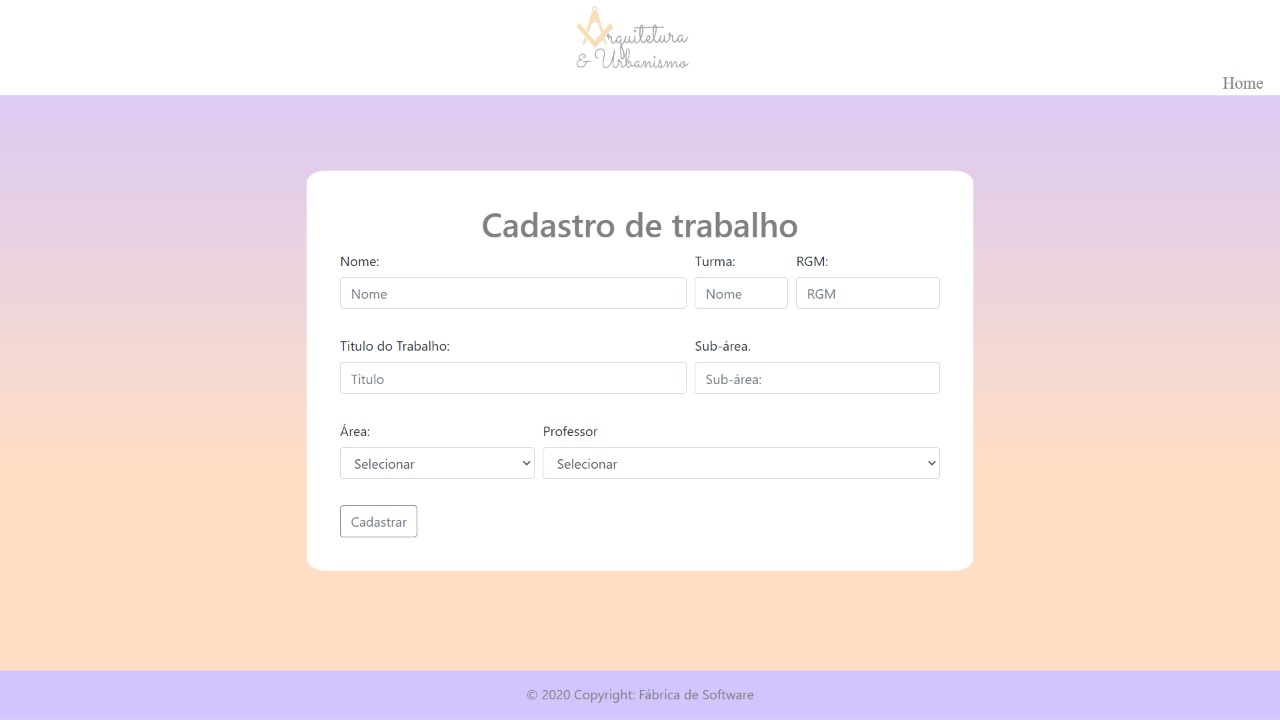 Arquitetura
& Urbanismo
Home
Cadastro de trabalho
Nome: Turma: RGM:
Nome Nome RGM
Titulo do Trabalho: Sub-área.
Titulo Sub-área:
Área: Professor
Selecionar Selecionar
Cadastrar
© 2020 Copyright: Fábrica de Software